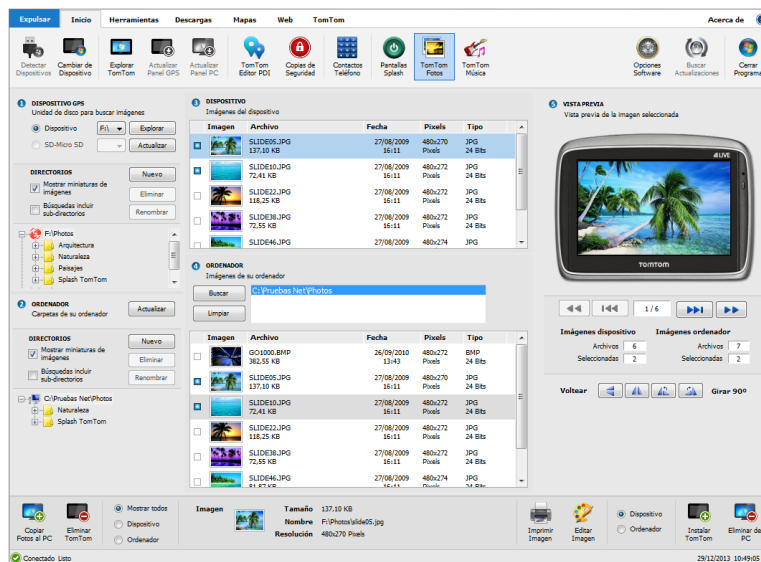 Expulsar Inicio Herramientas Descargas Mapas Web TomTom Acerca de
Detectar Dispositivos
Cambiar de Dispositivo
Explorar TomTom
Actualizar Panel GPS
Actualizar Panel PC
TomTom Editor PDI
Copias de Seguridad
Contactos Teléfono
Pantallas Splash
TomTom Fotos
TomTom Música
Opciones Software
Buscar Actualizaciones
Cerrar Programa
1 DISPOSITIVO GPS
Unidad de disco para buscar imágenes
Dispositivo F:\ Explorar
SD-Micro SD Actualizar
DIRECTORIOS Nuevo
Mostrar miniaturas de imágenes Eliminar
Búsquedas incluir sub-directorios Renombrar
F:\Photos
Arquitectura
Naturaleza
Paisajes
Splash TomTom
2 ORDENADOR
Carpetas de su ordenador Actualizar
DIRECTORIOS Nuevo
Mostrar miniaturas de imágenes Eliminar
Búsquedas incluir sub-directorios Renombrar
C:\Pruebas Net\Photos
Naturaleza
Splash TomTom
3 DISPOSITIVO
Imágenes del dispositivo
Imagen Archivo Fecha Pixels Tipo
SLIDE05.JPG 27/08/2009 480x270 JPG
137,10 KB 16:11 Pixels 24 Bits
SLIDE10.JPG 27/08/2009 480x272 JPG
72,41 KB 16:11 Pixels 24 Bits
SLIDE22.JPG 27/08/2009 480x272 JPG
118,25 KB 16:11 Pixels 24 Bits
SLIDE38.JPG 27/08/2009 480x272 JPG
72,55 KB 16:11 Pixels 24 Bits
SLIDE46.JPG 27/08/2009 480x274 JPG
4 ORDENADOR
Imágenes de su ordenador
Buscar C:\Pruebas Net\Photos
Limpiar
Imagen Archivo Fecha Pixels Tipo
GO1000.BMP 26/09/2010 480x272 BMP
382,55 KB 13:43 Pixels 24 Bits
SLIDE05.JPG 27/08/2009 480x270 JPG
137,10 KB 16:11 Pixels 24 Bits
SLIDE10.JPG 27/08/2009 480x272 JPG
72,41 KB 16:11 Pixels 24 Bits
SLIDE22.JPG 27/08/2009 480x272 JPG
118,25 KB 16:11 Pixels 24 Bits
SLIDE38.JPG 27/08/2009 480x272 JPG
72,55 KB 16:11 Pixels 24 Bits
SLIDE46.JPG 27/08/2009 480x274 JPG
81,87 KB 16:11 Pixels 24 Bits
5 VISTA PREVIA
Vista previa de la imagen seleccionada
LIVE
TOMTOM
1/6
Imágenes dispositivo Imágenes ordenador
Archivos 6 Archivos 7
Seleccionadas 2 Seleccionadas 2
Voltear Girar 90º
Copiar Fotos al PC
Eliminar TomTom
Mostrar todos
Dispositivo
Ordenador
Imagen
Tamaño 137,10 KB
Nombre F:\Photos\slide05.jpg
Resolución 480x270 Pixels
Imprimir Imagen
Editar Imagen
Dispositivo
Ordenador
Instalar TomTom
Eliminar de PC
Conectado Listo 29/12/2013 10:49:05